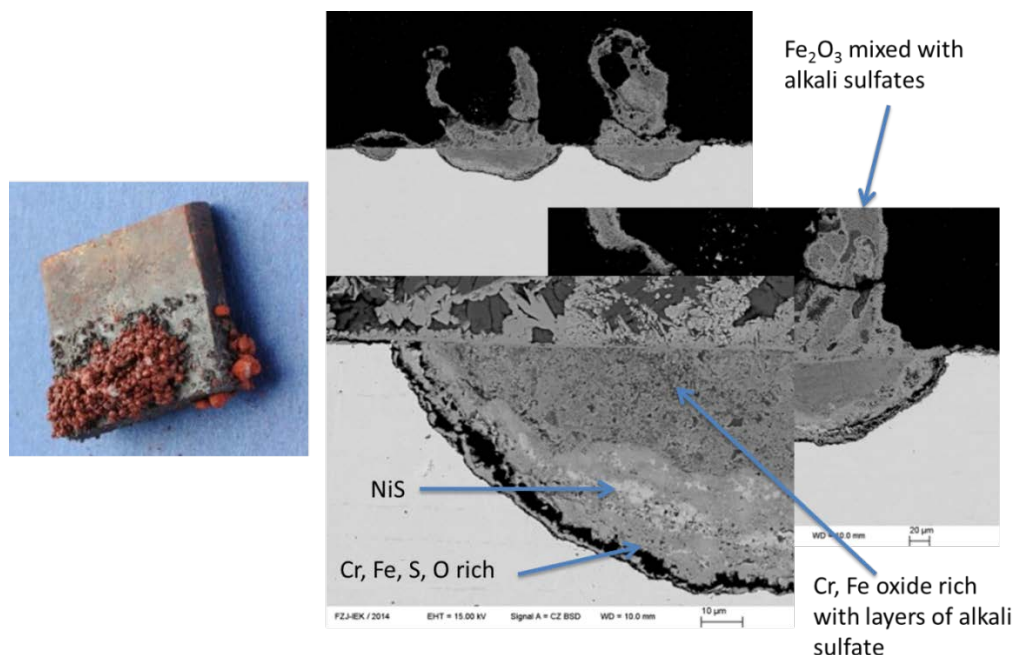 Fe₂O₃ mixed with
alkali sulfates
NiS
Cr, Fe, S, O rich
WD = 10.0 mm
20 µm
Cr, Fe oxide rich
with layers of alkali
sulfate
FZJ-IEK / 2014 EHT = 15.00 kV Signal A = CZ BSD WD = 10.0 mm 10 µm